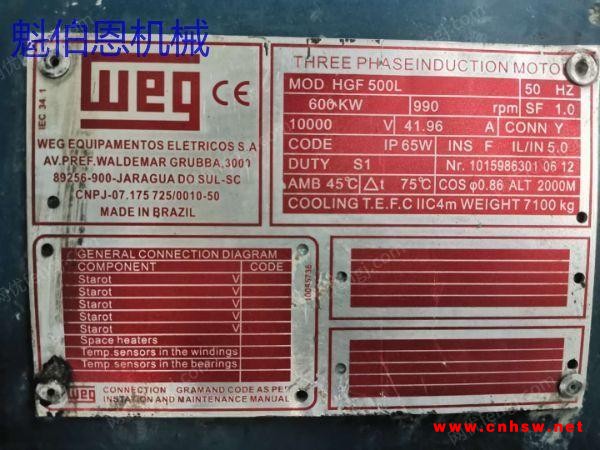 魁伯恩机械
IEC 34.1
weg CE
WEG EQUIPAMENTOS ELETRICOS S.A
AV.PREF.WALDEMAR GRUBBA,3000
89256-900-JARAGUA DO SUL-SC
CNPJ-07.175 725/0010-50
MADE IN BRAZIL
THREE PHASEINDUCTION MOTO
MOD HGF 500L 50 HZ
600 KW 990 rpm SF 1.0
10000 V 41.96 A CONN Y
CODE IP 65W INS F IL/IN 5.0
DUTY S1 Nr. 1015986301 06 12
AMB 45℃ Δt 75℃ COS φ0.86 ALT 2000M
COOLING T.E.F.C IIC4m WEIGHT 7100 kg
GENERAL CONNECTION DIAGRAM
COMPONENT CODE
Starot V
Starot V
Starot V
Starot V
Starot V
Space heaters
Temp.sensors in the windings
Temp.sensors in the bearings
weg
CONNECTION GRAMAND CODE AS PER
INSTATION AND MAINTENANCE MANUAL
www.cnhsw.net